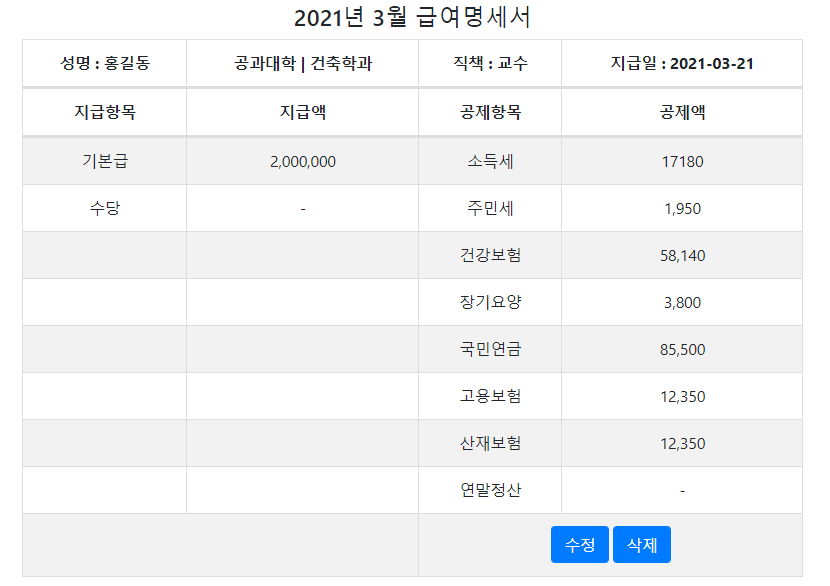 2021년 3월 급여명세서
성명 : 홍길동 공과대학 | 건축학과 직책 : 교수 지급일 : 2021-03-21
지급항목 지급액 공제항목 공제액
기본급 2,000,000 소득세 17180
수당 - 주민세 1,950
건강보험 58,140
장기요양 3,800
국민연금 85,500
고용보험 12,350
산재보험 12,350
연말정산 -
수정 삭제